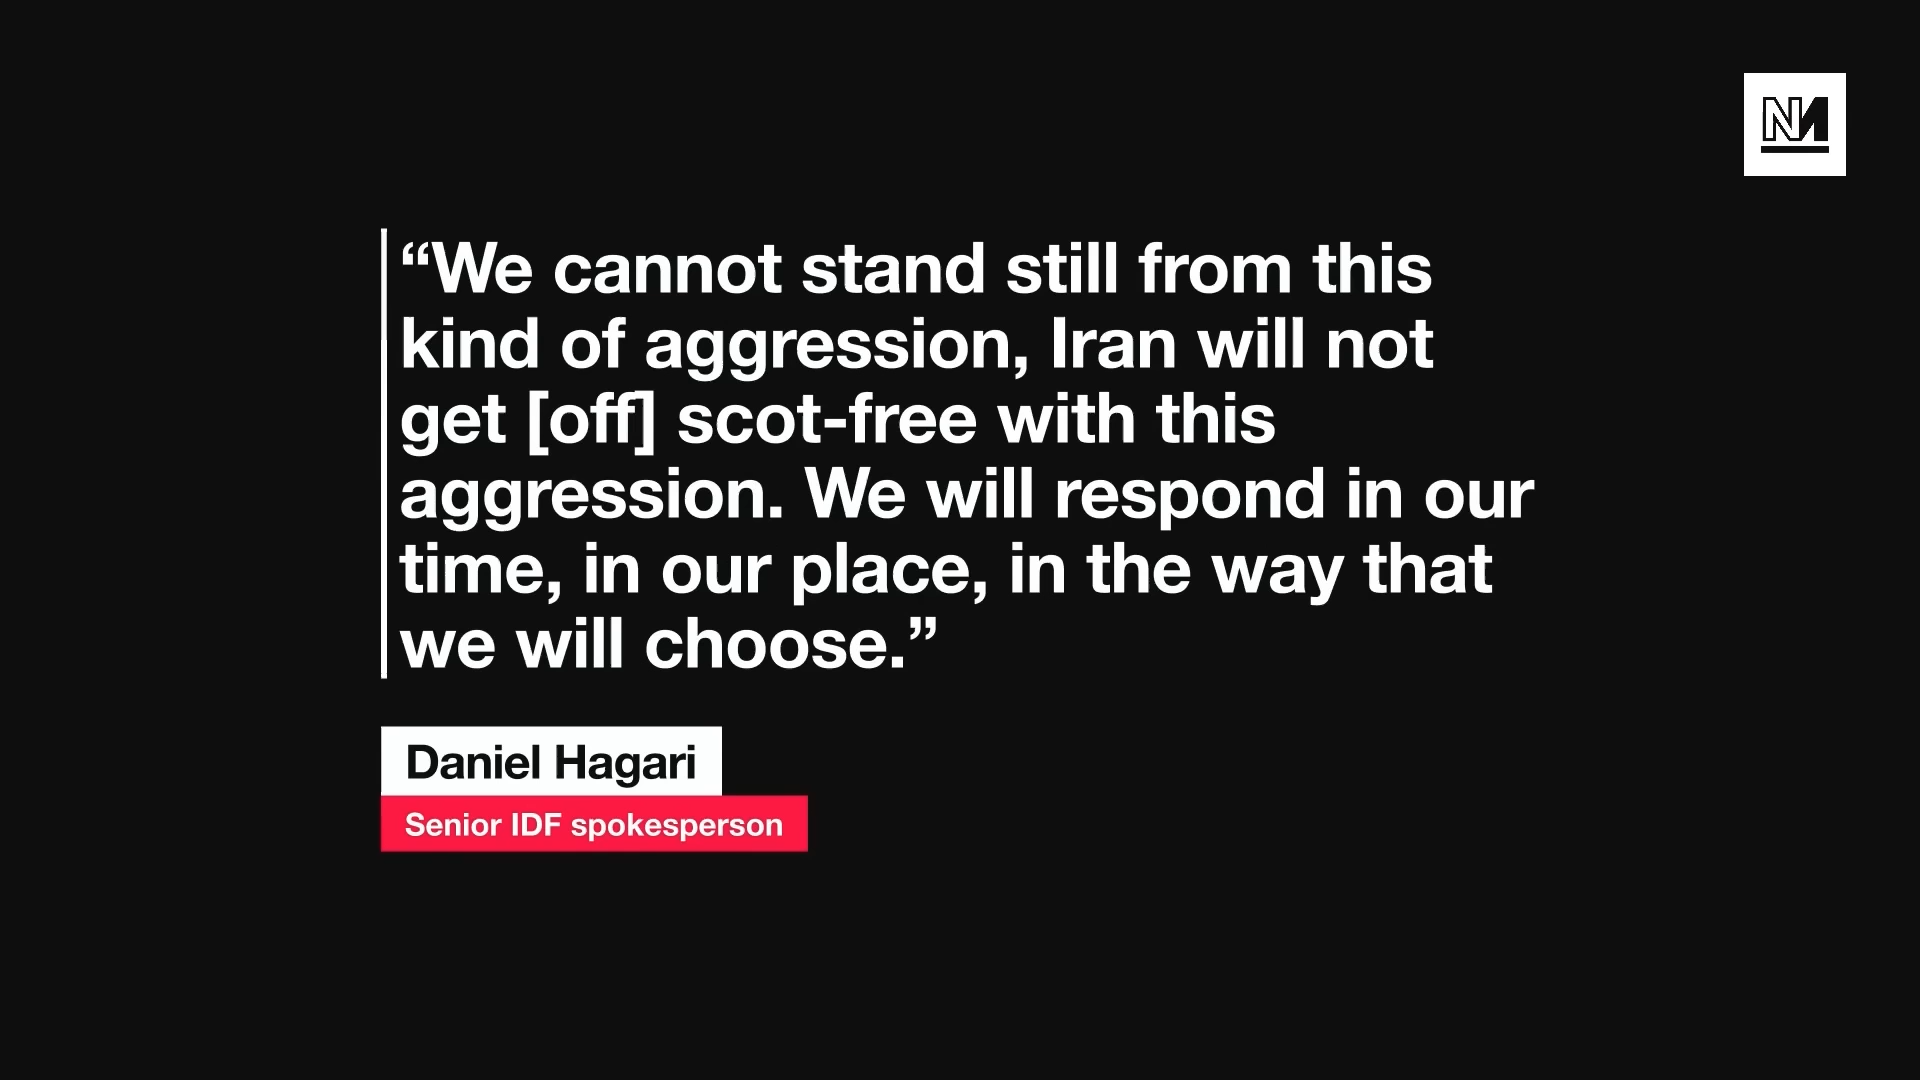 NM
“We cannot stand still from this
kind of aggression, Iran will not
get [off] scot-free with this
aggression. We will respond in our
time, in our place, in the way that
we will choose.”
Daniel Hagari
Senior IDF spokesperson